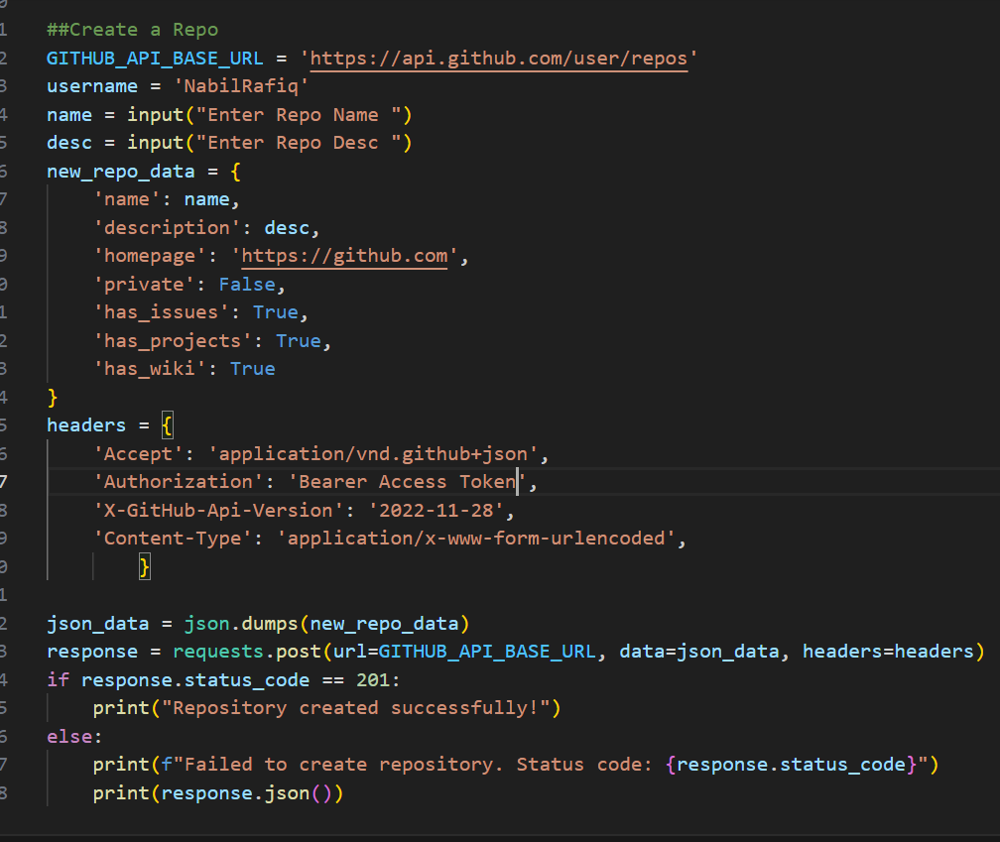 ##Create a Repo
GITHUB_API_BASE_URL = 'https://api.github.com/user/repos'
username = 'NabilRafiq'
name = input("Enter Repo Name ")
desc = input("Enter Repo Desc ")
new_repo_data = {
    'name': name,
    'description': desc,
    'homepage': 'https://github.com',
    'private': False,
    'has_issues': True,
    'has_projects': True,
    'has_wiki': True
}
headers = {
    'Accept': 'application/vnd.github+json',
    'Authorization': 'Bearer Access Token',
    'X-GitHub-Api-Version': '2022-11-28',
    'Content-Type': 'application/x-www-form-urlencoded',
        }
json_data = json.dumps(new_repo_data)
response = requests.post(url=GITHUB_API_BASE_URL, data=json_data, headers=headers)
if response.status_code == 201:
    print("Repository created successfully!")
else:
    print(f"Failed to create repository. Status code: {response.status_code}")
    print(response.json())